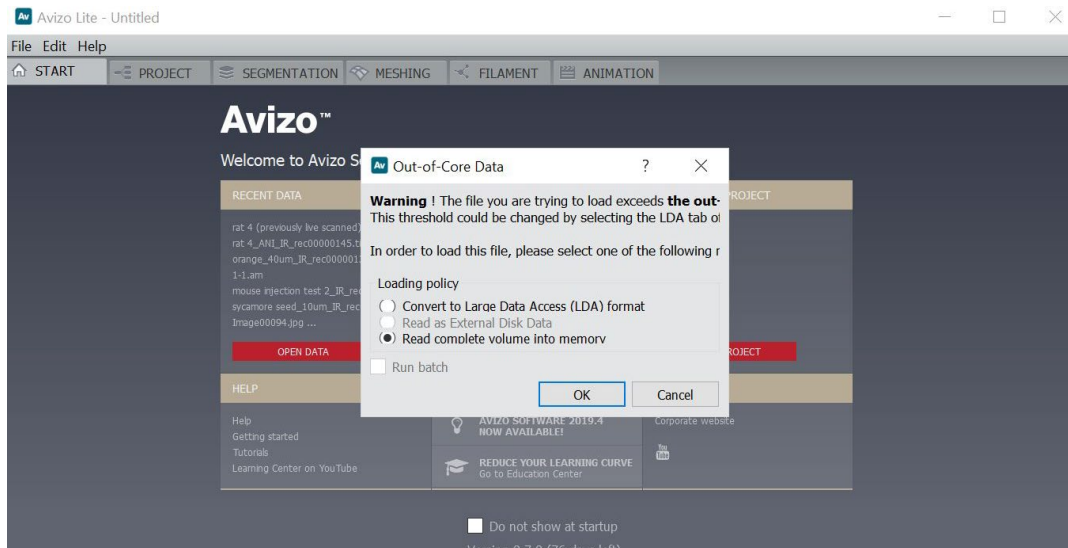 Avizo Lite - Untitled
File Edit Help
START PROJECT SEGMENTATION MESHING FILAMENT ANIMATION
Avizo™
Welcome to Avizo
RECENT DATA
rat 4 (previously live scanned)
rat 4_ANI_IR_rec00000145.
orange_40um_IR_rec000001
1-1.am
mouse injection test 2_IR
sycamore seed_10um_IR_rec
Image00094.jpg ...
OPEN DATA
HELP
Help
Getting started
Tutorials
Learning Center on YouTube
Out-of-Core Data ? 
Warning ! The file you are trying to load exceeds the out-
This threshold could be changed by selecting the LDA tab
In order to load this file, please select one of the following
Loading policy
Convert to Large Data Access (LDA) format
Read as External Disk Data
Read complete volume into memory
Run batch
OK Cancel
AVIZO SOFTWARE 2019.4
NOW AVAILABLE!
REDUCE YOUR LEARNING CURVE
Go to Education Center
ROJECT
ROJECT
Corporate website
You
Tube
Do not show at startup